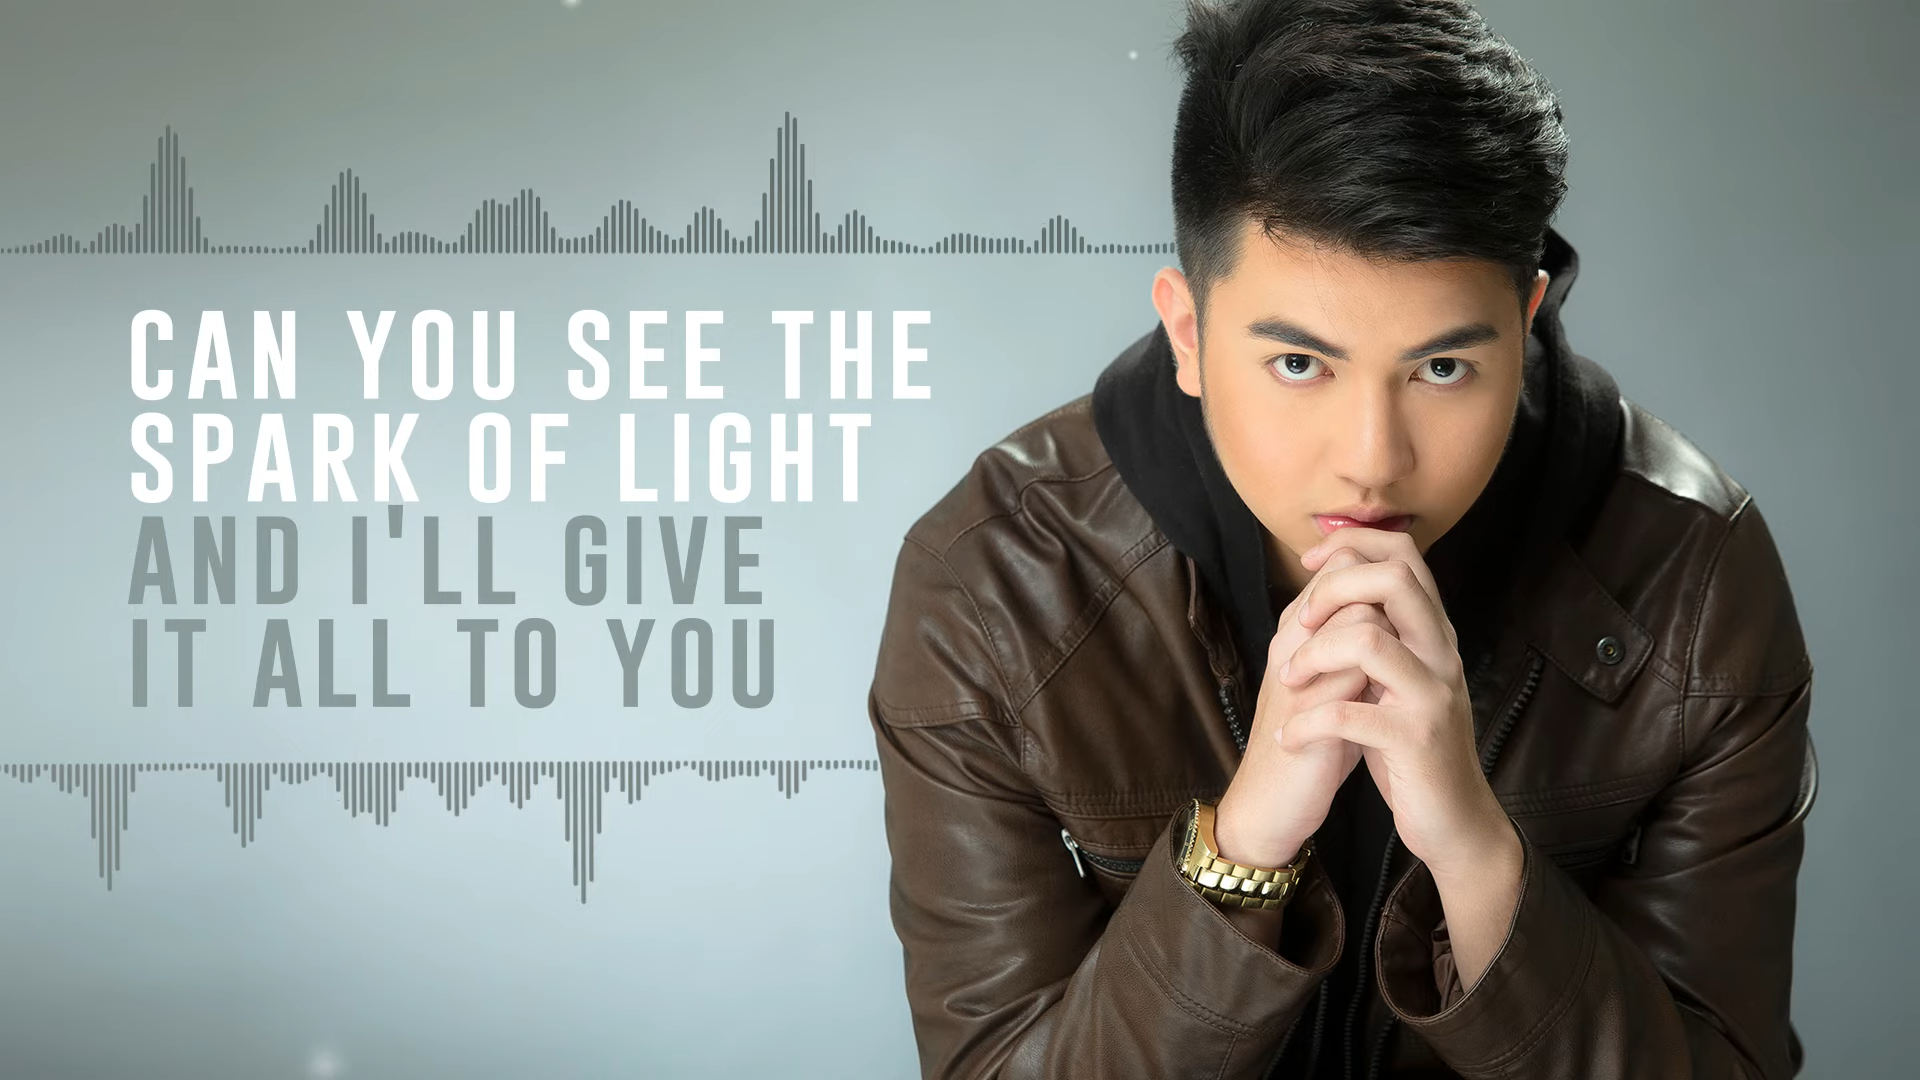 CAN YOU SEE THE
SPARK OF LIGHT
AND I'LL GIVE
IT ALL TO YOU